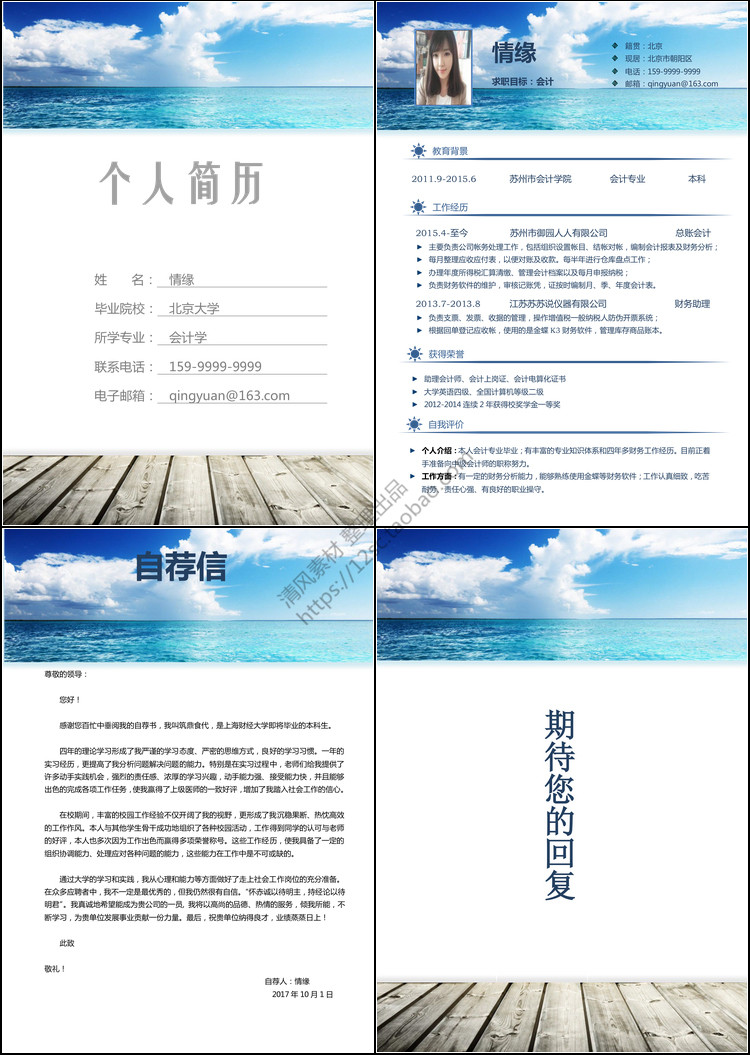 个人简历
姓 名： 情缘
毕业院校： 北京大学
所学专业： 会计学
联系电话： 159-9999-9999
电子邮箱： qingyuan@163.com
情缘
求职目标：会计
籍贯：北京
现居：北京市朝阳区
电话：159-9999-9999
邮箱：qingyuan@163.com
教育背景
2011.9-2015.6 苏州市会计学院 会计专业 本科
工作经历
2015.4-至今 苏州市御园人人有限公司 总账会计
主要负责公司帐务处理工作，包括组织设置帐目、结帐对帐，编制会计报表及财务分析；
每月整理应收应付表，以便对账及收款。每半年进行仓库盘点工作；
办理年度所得税汇算清缴、管理会计档案以及每月申报纳税；
负责财务软件的维护，审核记账凭，证按时编制月、季、年度会计表。
2013.7-2013.8 江苏苏苏说仪器有限公司 财务助理
负责支票、发票、收据的管理，操作增值税一般纳税人防伪开票系统；
根据回单登记应收帐，使用的是金蝶 K3 财务软件，管理库存商品账本。
获得荣誉
助理会计师、会计上岗证、会计电算化证书
大学英语四级、全国计算机等级二级
2012-2014 连续 2 年获得校奖学金一等奖
自我评价
个人介绍：本人会计专业毕业；有丰富的专业知识体系和四年多财务工作经历。目前正着
手准备向中级会计师的职称努力。
工作方面：有一定的财务分析能力，能够熟练使用金蝶等财务软件；工作认真细致，吃苦
耐劳，责任心强、有良好的职业操守。
自荐信
尊敬的领导：
您好！
感谢您百忙中垂阅我的自荐书，我叫筑鼎食代，是上海财经大学即将毕业的本科生。
四年的理论学习形成了我严谨的学习态度、严密的思维方式，良好的学习习惯。一年的
实习经历，更提高了我分析问题解决问题的能力。特别是在实习过程中，老师们给我提供了
许多动手实践机会，强烈的责任感、浓厚的学习兴趣，动手能力强、接受能力快，并且能够
出色的完成各项工作任务，使我赢得了上级医师的一致好评，增加了我踏入社会工作的信心。
在校期间，丰富的校园工作经验不仅开阔了我的视野，更形成了我沉稳果断、热忱高效
的工作作风。本人与其他学生骨干成功地组织了各种校园活动，工作得到同学的认可与老师
的好评，本人也多次因为工作出色而赢得多项荣誉称号。这些工作经历，使我具备了一定的
组织协调能力、处理应对各种问题的能力，这些能力在工作中是不可或缺的。
通过大学的学习和实践，我从心理和能力等方面做好了走上社会工作岗位的充分准备。
在众多应聘者中，我不一定是最优秀的，但我仍然很有自信。“怀赤诚以待明主，持经论以待
明君”。我真诚地希望能成为贵公司的一员，我将以高尚的品德、热情的服务，倾我所能，不
断学习，为贵单位发展事业贡献一份力量。最后，祝贵单位纳得良才，业绩蒸蒸日上！
此致
敬礼！
自荐人：情缘
2017 年 10 月 1 日
期待您的回复
清风素材 整理出品